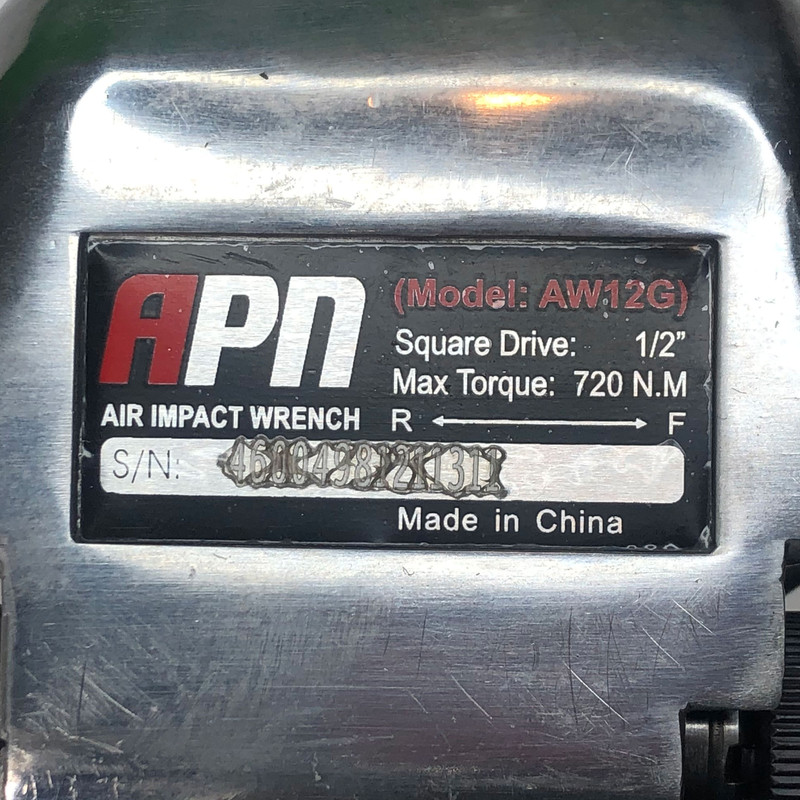 APN
(Model: AW12G)
Square Drive: 1/2"
Max Torque: 720 N.M
AIR IMPACT WRENCH
R F
S/N:
Made in China